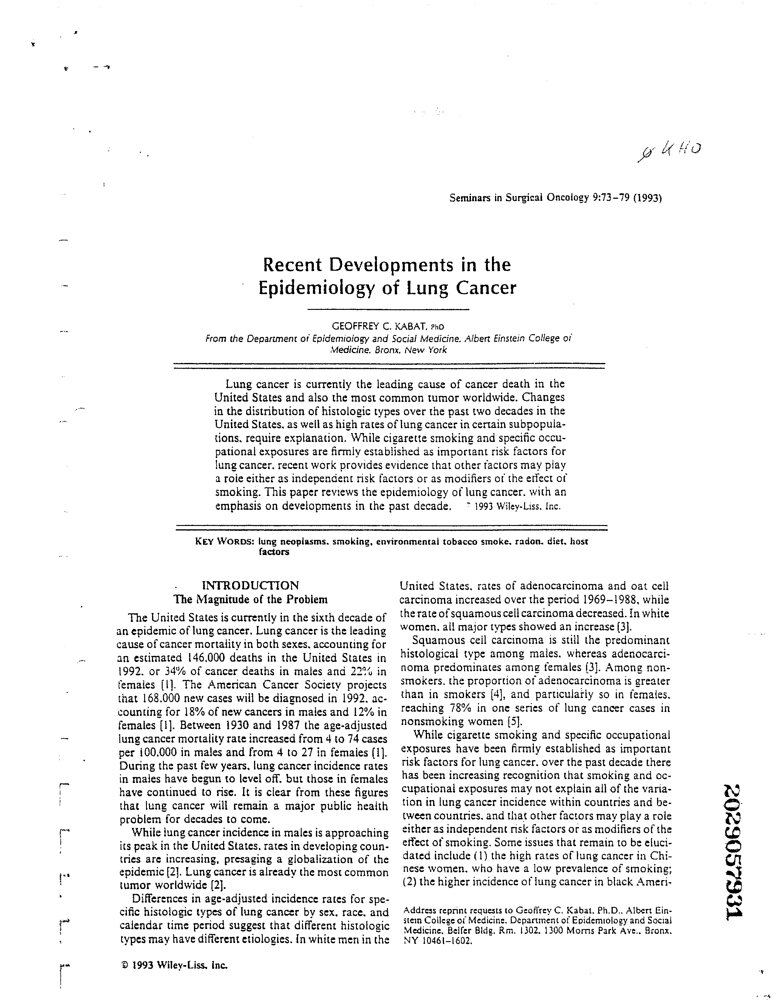 Seminars in Surgical Oncology 9:73–79 (1993)
Recent Developments in the
Epidemiology of Lung Cancer
GEOFFREY C. KABAT, PhD
From the Department of Epidemiology and Social Medicine, Albert Einstein College of
Medicine, Bronx, New York
Lung cancer is currently the leading cause of cancer death in the
United States and also the most common tumor worldwide. Changes
in the distribution of histologic types over the past two decades in the
United States, as well as high rates of lung cancer in certain subpopula-
tions, require explanation. While cigarette smoking and specific occu-
pational exposures are firmly established as important risk factors for
lung cancer, recent work provides evidence that other factors may play
a role either as independent risk factors or as modifiers of the effect of
smoking. This paper reviews the epidemiology of lung cancer, with an
emphasis on developments in the past decade. 1993 Wiley-Liss, Inc.
KEY WORDS: lung neoplasms, smoking, environmental tobacco smoke, radon, diet, host
factors
INTRODUCTION
The Magnitude of the Problem
The United States is currently in the sixth decade of
an epidemic of lung cancer. Lung cancer is the leading
cause of cancer mortality in both sexes, accounting for
an estimated 146,000 deaths in the United States in
1992, or 34% of cancer deaths in males and 22% in
females [1]. The American Cancer Society projects
that 168,000 new cases will be diagnosed in 1992, ac-
counting for 18% of new cancers in males and 12% in
females [1]. Between 1930 and 1987 the age-adjusted
lung cancer mortality rate increased from 4 to 74 cases
per 100,000 in males and from 4 to 27 in females [1].
During the past few years, lung cancer incidence rates
in males have begun to level off, but those in females
have continued to rise. It is clear from these figures
that lung cancer will remain a major public health
problem for decades to come.
While lung cancer incidence in males is approaching
its peak in the United States, rates in developing coun-
tries are increasing, presaging a globalization of the
epidemic [2]. Lung cancer is already the most common
tumor worldwide [2].
Differences in age-adjusted incidence rates for spe-
cific histologic types of lung cancer by sex, race, and
calendar time period suggest that different histologic
types may have different etiologies. In white men in the
United States, rates of adenocarcinoma and oat cell
carcinoma increased over the period 1969–1988, while
the rate of squamous cell carcinoma decreased. In white
women, all major types showed an increase [3].
Squamous cell carcinoma is still the predominant
histological type among males, whereas adenocarci-
noma predominates among females [3]. Among non-
smokers, the proportion of adenocarcinoma is greater
than in smokers [4], and particularly so in females,
reaching 78% in one series of lung cancer cases in
nonsmoking women [5].
While cigarette smoking and specific occupational
exposures have been firmly established as important
risk factors for lung cancer, over the past decade there
has been increasing recognition that smoking and oc-
cupational exposures may not explain all of the varia-
tion in lung cancer incidence within countries and be-
tween countries, and that other factors may play a role
either as independent risk factors or as modifiers of the
effect of smoking. Some issues that remain to be eluci-
dated include (1) the high rates of lung cancer in Chi-
nese women, who have a low prevalence of smoking;
(2) the higher incidence of lung cancer in black Ameri-
Address reprint requests to Geoffrey C. Kabat, Ph.D., Albert Ein-
stein College of Medicine, Department of Epidemiology and Social
Medicine, Belfer Bldg. Rm. 1302, 1300 Morris Park Ave., Bronx,
NY 10461-1602.
© 1993 Wiley-Liss, Inc.
2029057931